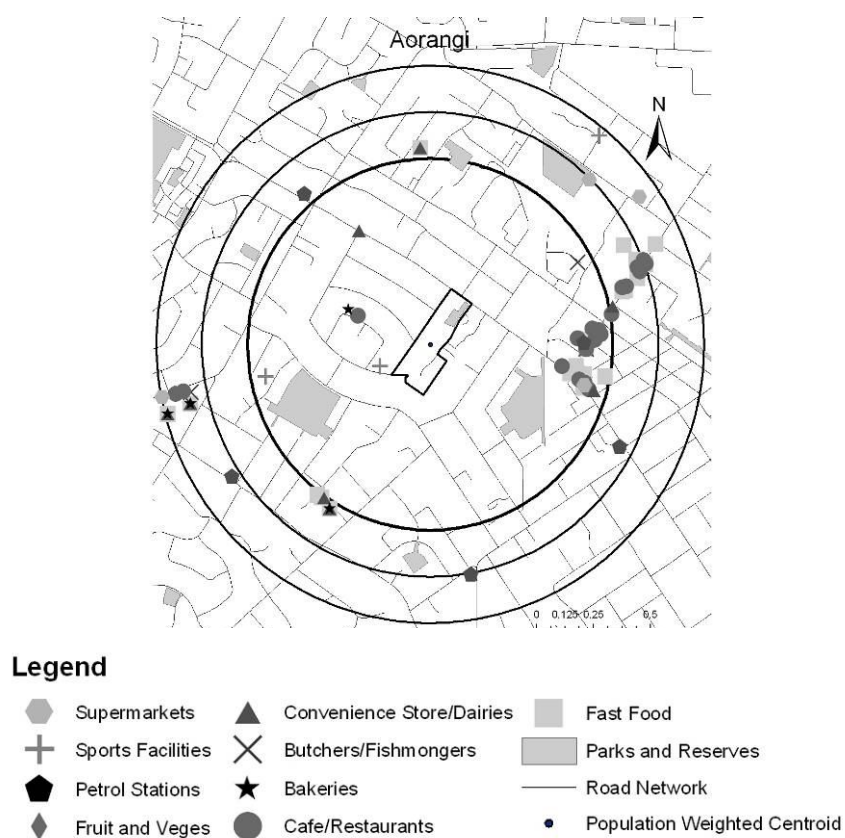 Aorangi
N
0 0.125 0.25 0.5
Legend
Supermarkets
Convenience Store/Dairies
Fast Food
Sports Facilities
Butchers/Fishmongers
Parks and Reserves
Petrol Stations
Bakeries
Road Network
Fruit and Veges
Cafe/Restaurants
Population Weighted Centroid